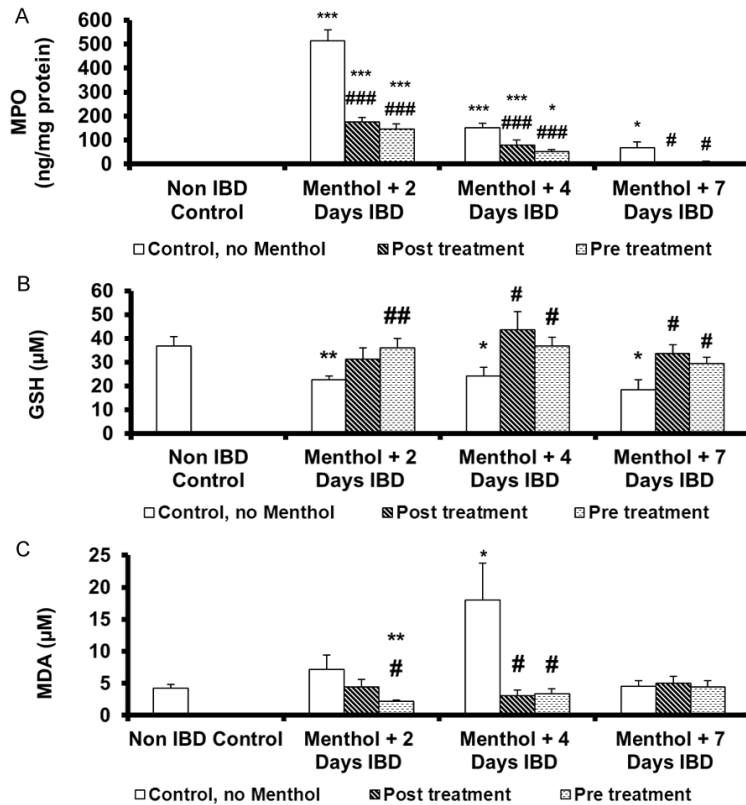 A
MPO
(ng/mg protein)
600
500
400
300
200
100
0
***
***
###
***
###
***
***
###
*
###
*
#
#
Non IBD
Control
Menthol + 2
Days IBD
Menthol + 4
Days IBD
Menthol + 7
Days IBD
Control, no Menthol
Post treatment
Pre treatment
B
GSH (µM)
60
50
40
30
20
10
0
**
##
*
#
#
*
#
#
Non IBD
Control
Menthol + 2
Days IBD
Menthol + 4
Days IBD
Menthol + 7
Days IBD
Control, no Menthol
Post treatment
Pre treatment
C
MDA (µM)
25
20
15
10
5
0
**
#
*
#
#
Non IBD Control
Menthol + 2
Days IBD
Menthol + 4
Days IBD
Menthol + 7
Days IBD
Control, no Menthol
Post treatment
Pre treatment